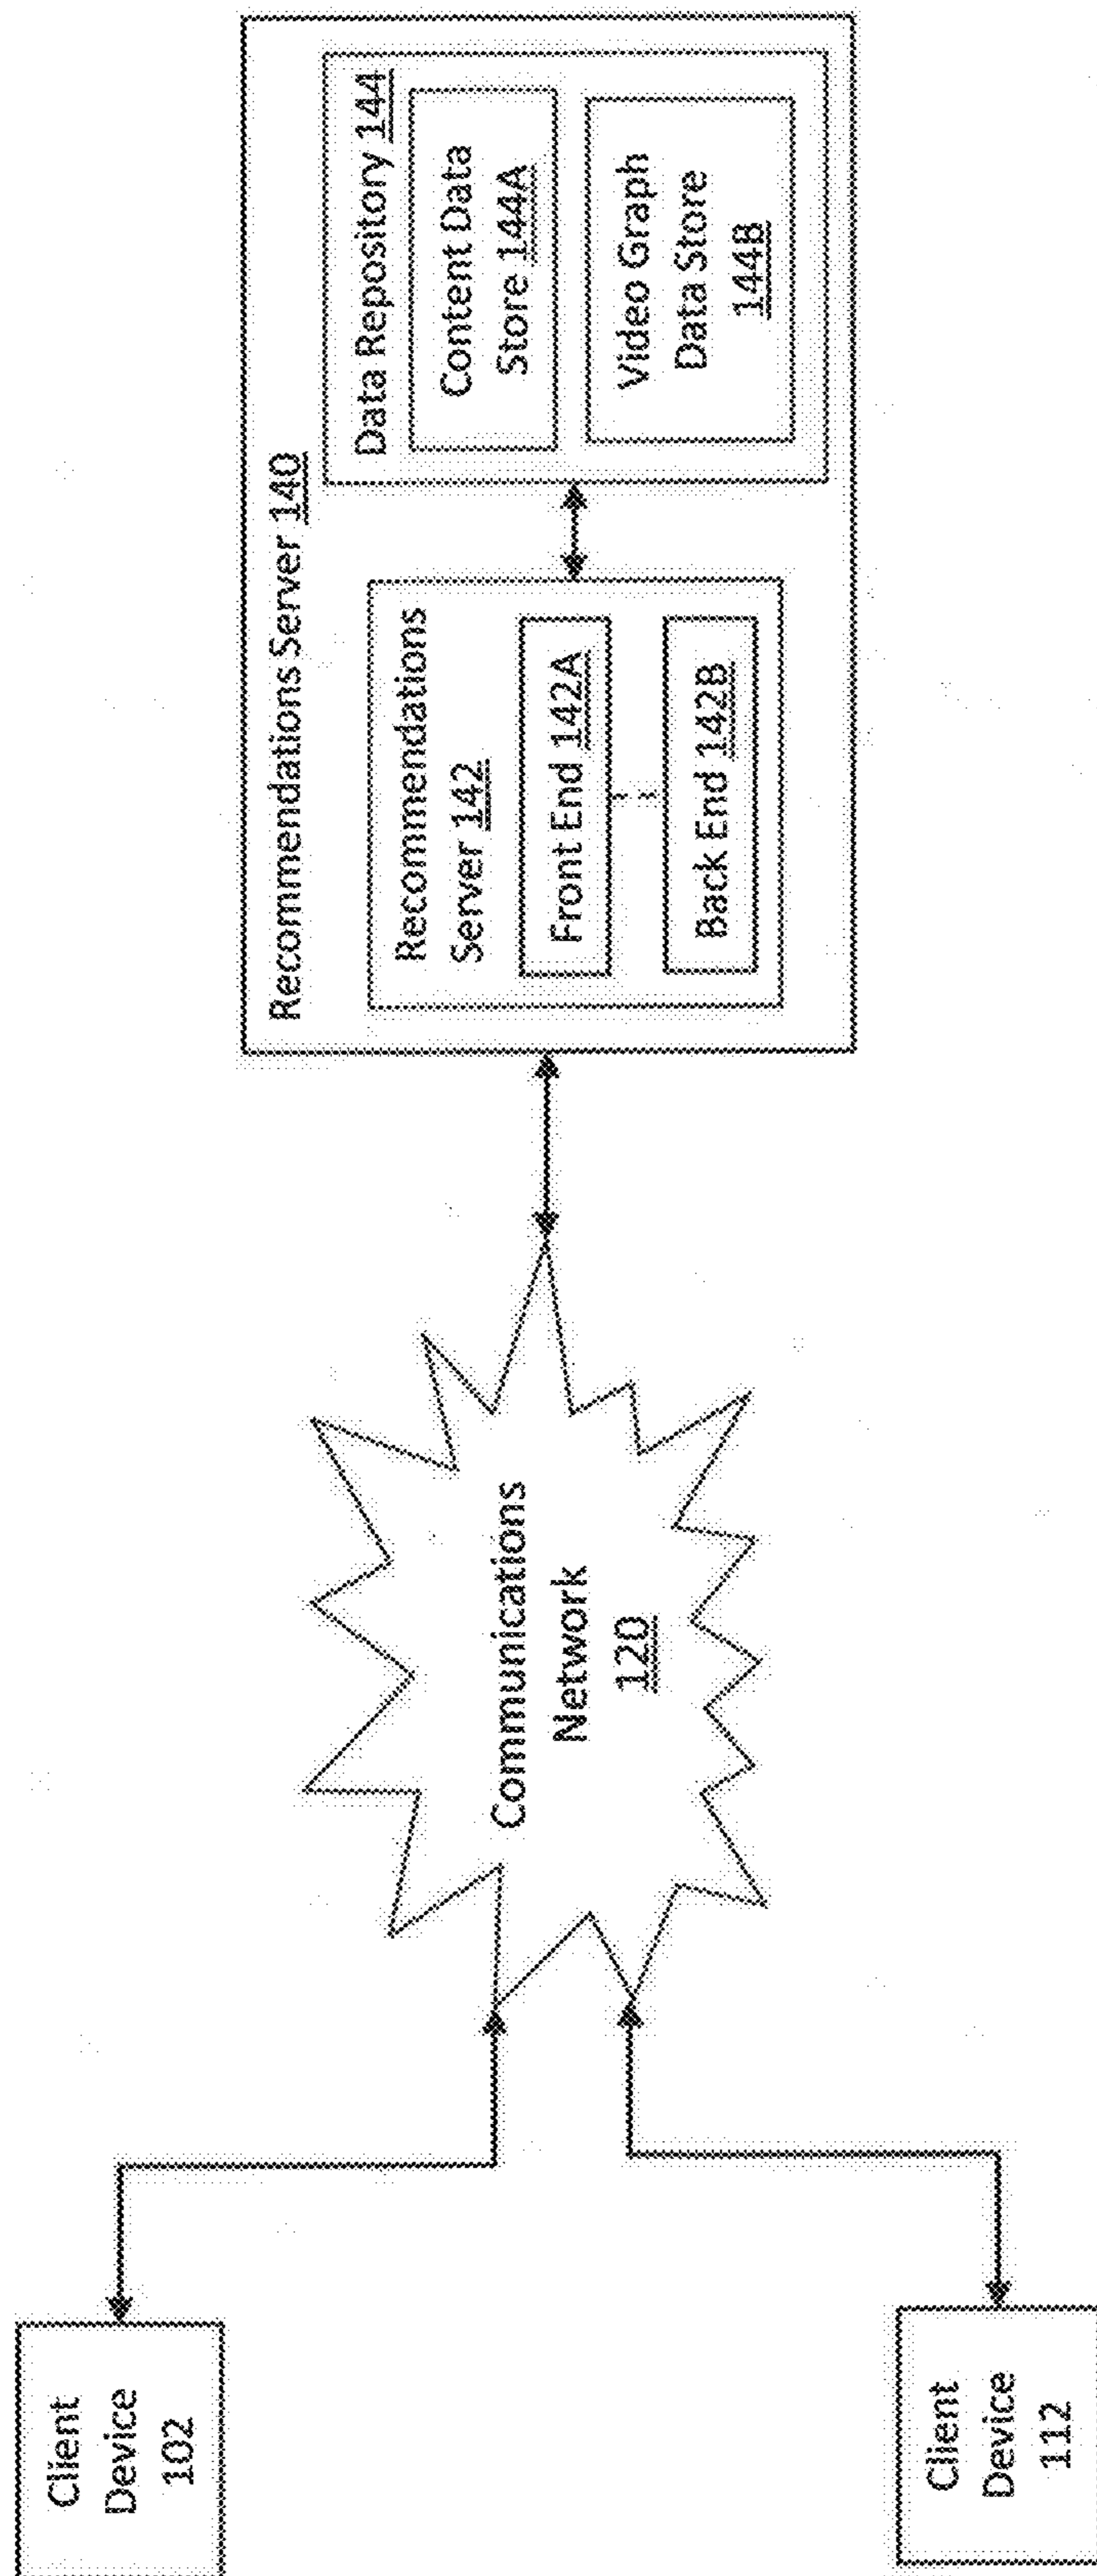 Client
Device
102
Client
Device
112
Communications
Network
120
Recommendations Server 140
Recommendations
Server 142
Front End 142A
Back End 142B
Data Repository 144
Content Data
Store 144A
Video Graph
Data Store
144B